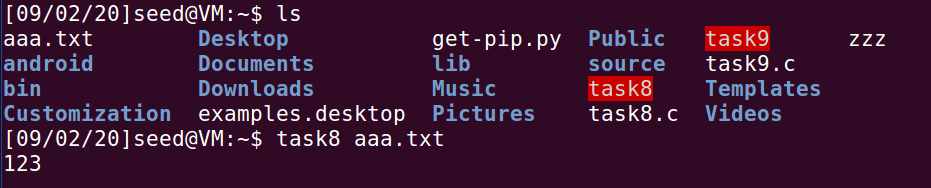 [09/02/20]seed@VM:~$ ls
aaa.txt Desktop get-pip.py Public task9 zzz
android Documents lib source task9.c
bin Downloads Music task8 Templates
Customization examples.desktop Pictures task8.c Videos
[09/02/20]seed@VM:~$ task8 aaa.txt
123